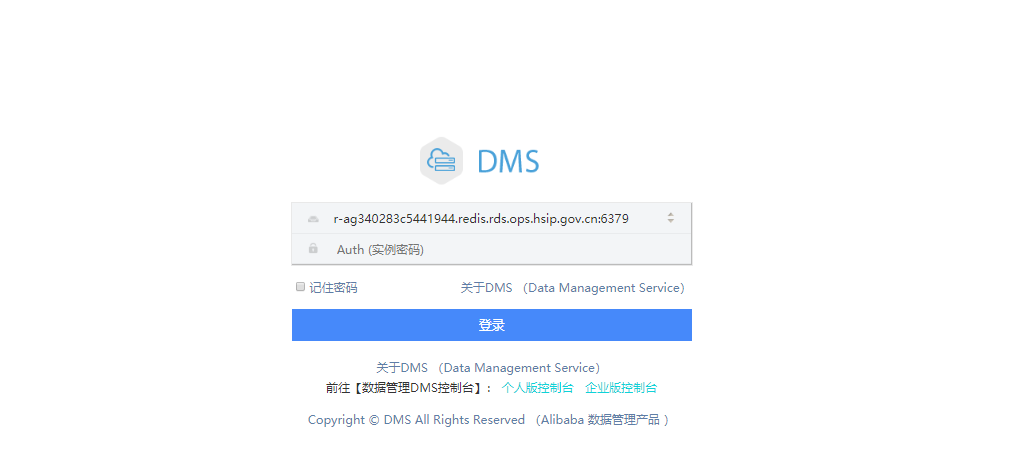 DMS
r-ag340283c5441944.redis.rds.ops.hsip.gov.cn:6379
Auth (实例密码)
记住密码 关于DMS （Data Management Service）
登录
关于DMS （Data Management Service）
前往【数据管理DMS控制台】： 个人版控制台 企业版控制台
Copyright © DMS All Rights Reserved （Alibaba 数据管理产品 ）